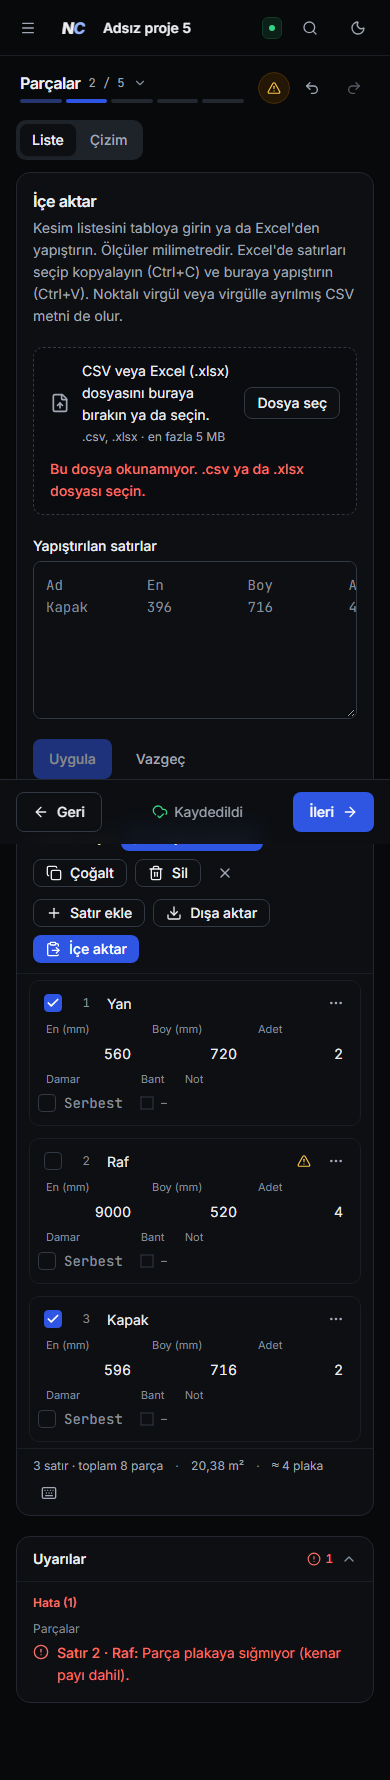 NC Adsız proje 5
Parçalar 2 / 5
Liste Çizim
İçe aktar
Kesim listesini tabloya girin ya da Excel'den
yapıştırın. Ölçüler milimetredir. Excel'de satırları
seçip kopyalayın (Ctrl+C) ve buraya yapıştırın
(Ctrl+V). Noktalı virgül veya virgülle ayrılmış CSV
metni de olur.
CSV veya Excel (.xlsx)
dosyasını buraya
bırakın ya da seçin.
.csv, .xlsx · en fazla 5 MB
Dosya seç
Bu dosya okunamıyor. .csv ya da .xlsx
dosyası seçin.
Yapıştırılan satırlar
Ad En Boy A
Kapak 396 716 4
Uygula Vazgeç
Geri Kaydedildi İleri
Çoğalt Sil
Satır ekle Dışa aktar
İçe aktar
1 Yan
En (mm) Boy (mm) Adet
560 720 2
Damar Bant Not
Serbest –
2 Raf
En (mm) Boy (mm) Adet
9000 520 4
Damar Bant Not
Serbest –
3 Kapak
En (mm) Boy (mm) Adet
596 716 2
Damar Bant Not
Serbest –
3 satır · toplam 8 parça · 20,38 m² · ≈ 4 plaka
Uyarılar 1
Hata (1)
Parçalar
Satır 2 · Raf: Parça plakaya sığmıyor (kenar
payı dahil).